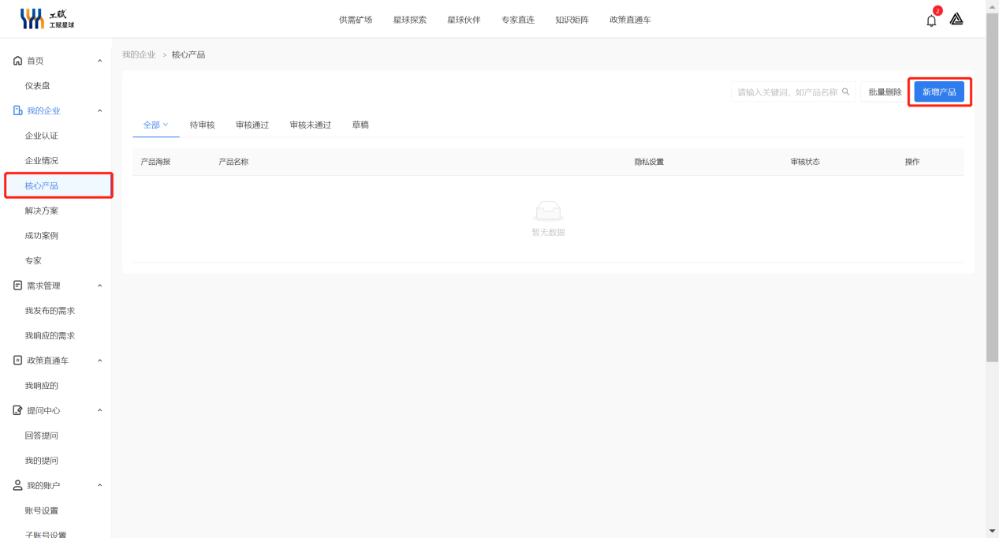 工赋
工赋星球
供需矿场 星球探索 星球伙伴 专家直连 知识矩阵 政策直通车
2
首页
仪表盘
我的企业
企业认证
企业情况
核心产品
解决方案
成功案例
专家
需求管理
我发布的需求
我响应的需求
政策直通车
我响应的
提问中心
回答提问
我的提问
我的账户
账号设置
子账号设置
我的企业 > 核心产品
请输入关键词、如产品名称 批量删除 新增产品
全部 待审核 审核通过 审核未通过 草稿
产品海报 产品名称 隐私设置 审核状态 操作
暂无数据